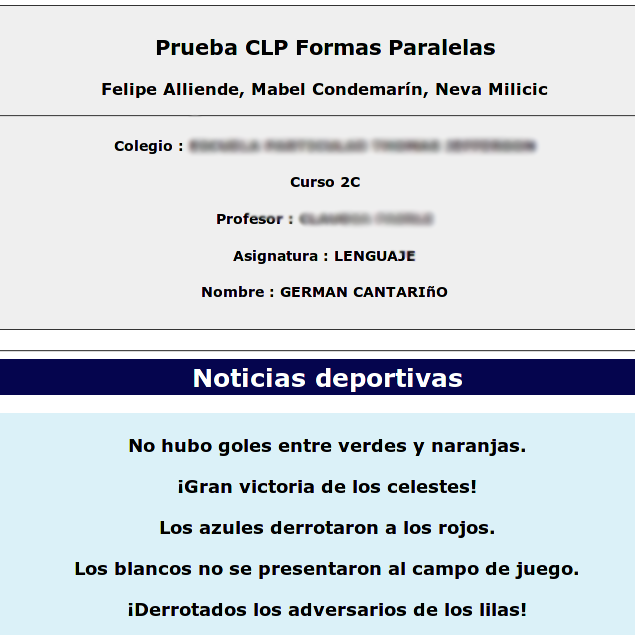 Prueba CLP Formas Paralelas
Felipe Alliende, Mabel Condemarín, Neva Milicic
Colegio :
Curso 2C
Profesor :
Asignatura : LENGUAJE
Nombre : GERMAN CANTARIñO
Noticias deportivas
No hubo goles entre verdes y naranjas.
¡Gran victoria de los celestes!
Los azules derrotaron a los rojos.
Los blancos no se presentaron al campo de juego.
¡Derrotados los adversarios de los lilas!